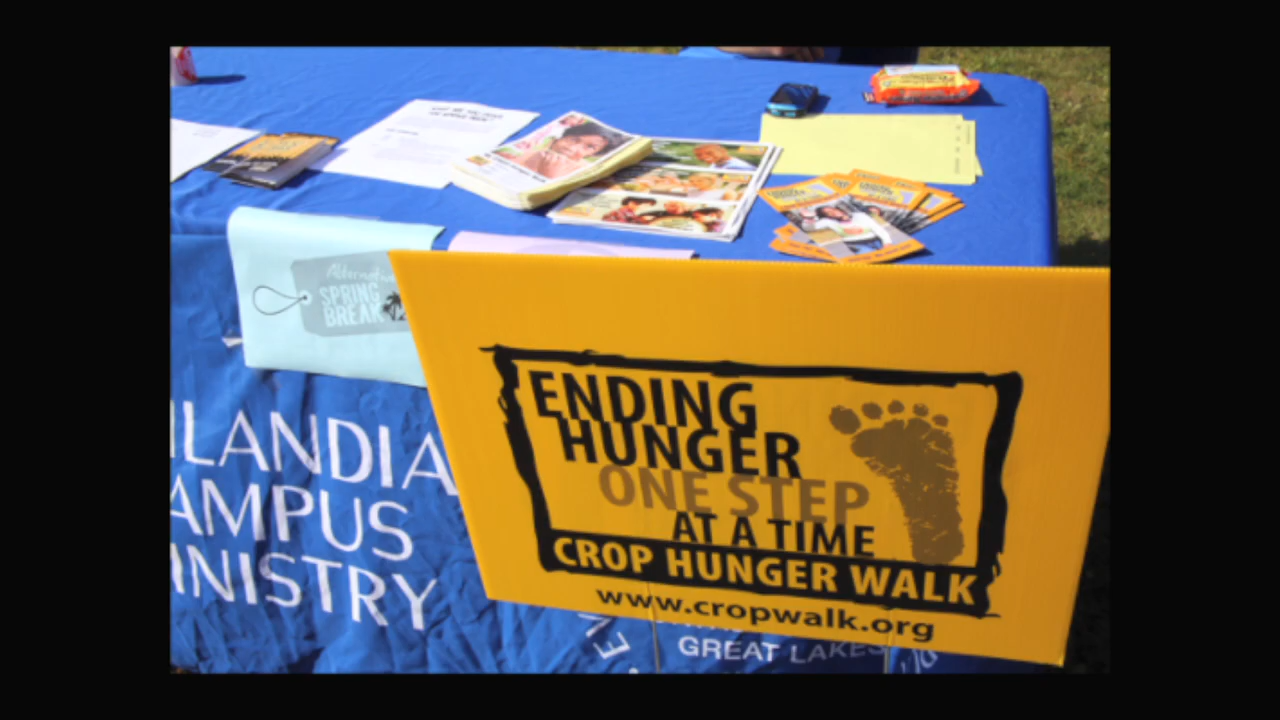 Alternative
SPRING
BREAK
ENDING
HUNGER
ONE STEP
AT A TIME
CROP HUNGER WALK
www.cropwalk.org
ILANDIA
AMPUS
INISTRY
GREAT LAKES